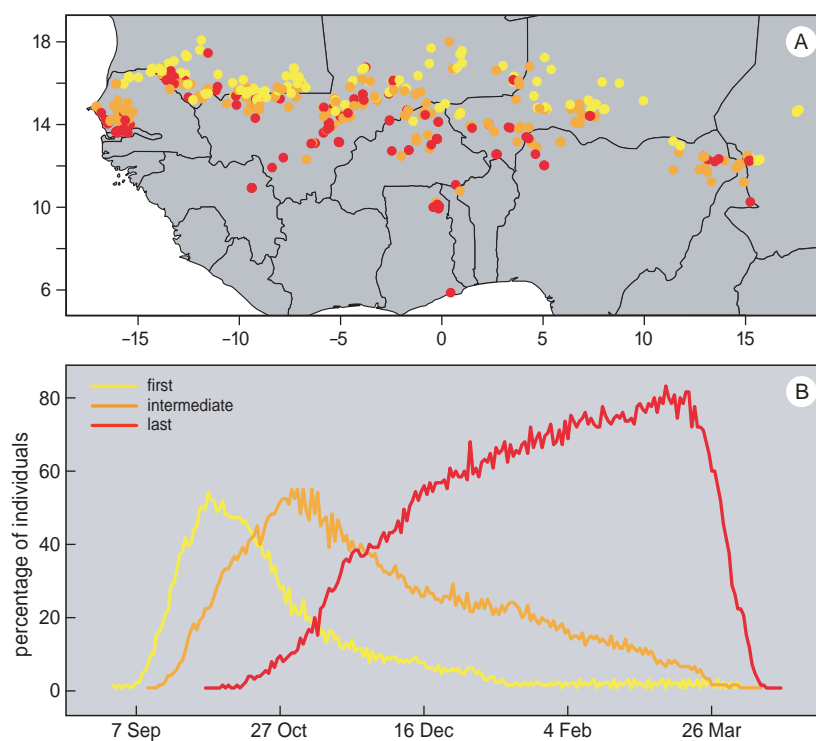 A
18
14
10
6
−15
−10
−5
0
5
10
15
B
first
intermediate
last
percentage of individuals
80
60
40
20
0
7 Sep
27 Oct
16 Dec
4 Feb
26 Mar